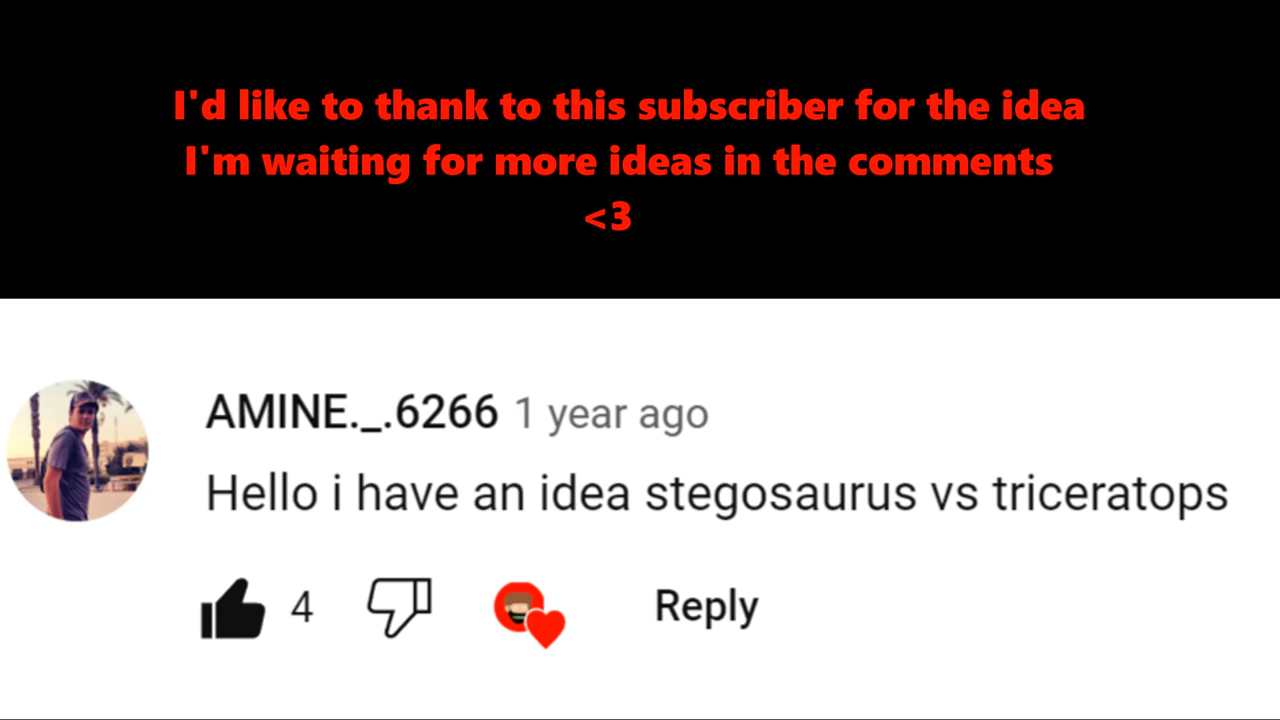 I'd like to thank to this subscriber for the idea
I'm waiting for more ideas in the comments
<3
AMINE._.6266 1 year ago
Hello i have an idea stegosaurus vs triceratops
4 Reply